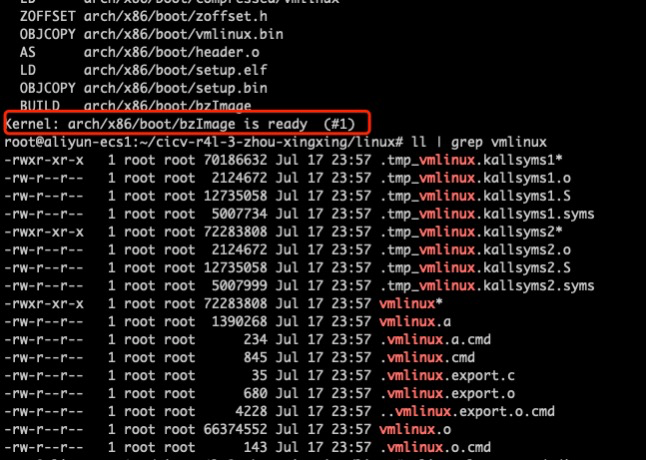 LD      arch/x86/boot/compressed/vmlinux
ZOFFSET arch/x86/boot/zoffset.h
OBJCOPY arch/x86/boot/vmlinux.bin
AS      arch/x86/boot/header.o
LD      arch/x86/boot/setup.elf
OBJCOPY arch/x86/boot/setup.bin
BUILD   arch/x86/boot/bzImage
Kernel: arch/x86/boot/bzImage is ready  (#1)
root@aliyun-ecs1:~/cicv-r4l-3-zhou-xingxing/linux# ll | grep vmlinux
-rwxr-xr-x   1 root root 70186632 Jul 17 23:57 .tmp_vmlinux.kallsyms1*
-rw-r--r--   1 root root  2124672 Jul 17 23:57 .tmp_vmlinux.kallsyms1.o
-rw-r--r--   1 root root 12735058 Jul 17 23:57 .tmp_vmlinux.kallsyms1.S
-rw-r--r--   1 root root  5007734 Jul 17 23:57 .tmp_vmlinux.kallsyms1.syms
-rwxr-xr-x   1 root root 72283808 Jul 17 23:57 .tmp_vmlinux.kallsyms2*
-rw-r--r--   1 root root  2124672 Jul 17 23:57 .tmp_vmlinux.kallsyms2.o
-rw-r--r--   1 root root 12735058 Jul 17 23:57 .tmp_vmlinux.kallsyms2.S
-rw-r--r--   1 root root  5007999 Jul 17 23:57 .tmp_vmlinux.kallsyms2.syms
-rwxr-xr-x   1 root root 72283808 Jul 17 23:57 vmlinux*
-rw-r--r--   1 root root  1390268 Jul 17 23:57 vmlinux.a
-rw-r--r--   1 root root      234 Jul 17 23:57 .vmlinux.a.cmd
-rw-r--r--   1 root root      845 Jul 17 23:57 .vmlinux.cmd
-rw-r--r--   1 root root       35 Jul 17 23:57 .vmlinux.export.c
-rw-r--r--   1 root root      680 Jul 17 23:57 .vmlinux.export.o
-rw-r--r--   1 root root     4228 Jul 17 23:57 ..vmlinux.export.o.cmd
-rw-r--r--   1 root root 66374552 Jul 17 23:57 vmlinux.o
-rw-r--r--   1 root root      143 Jul 17 23:57 .vmlinux.o.cmd